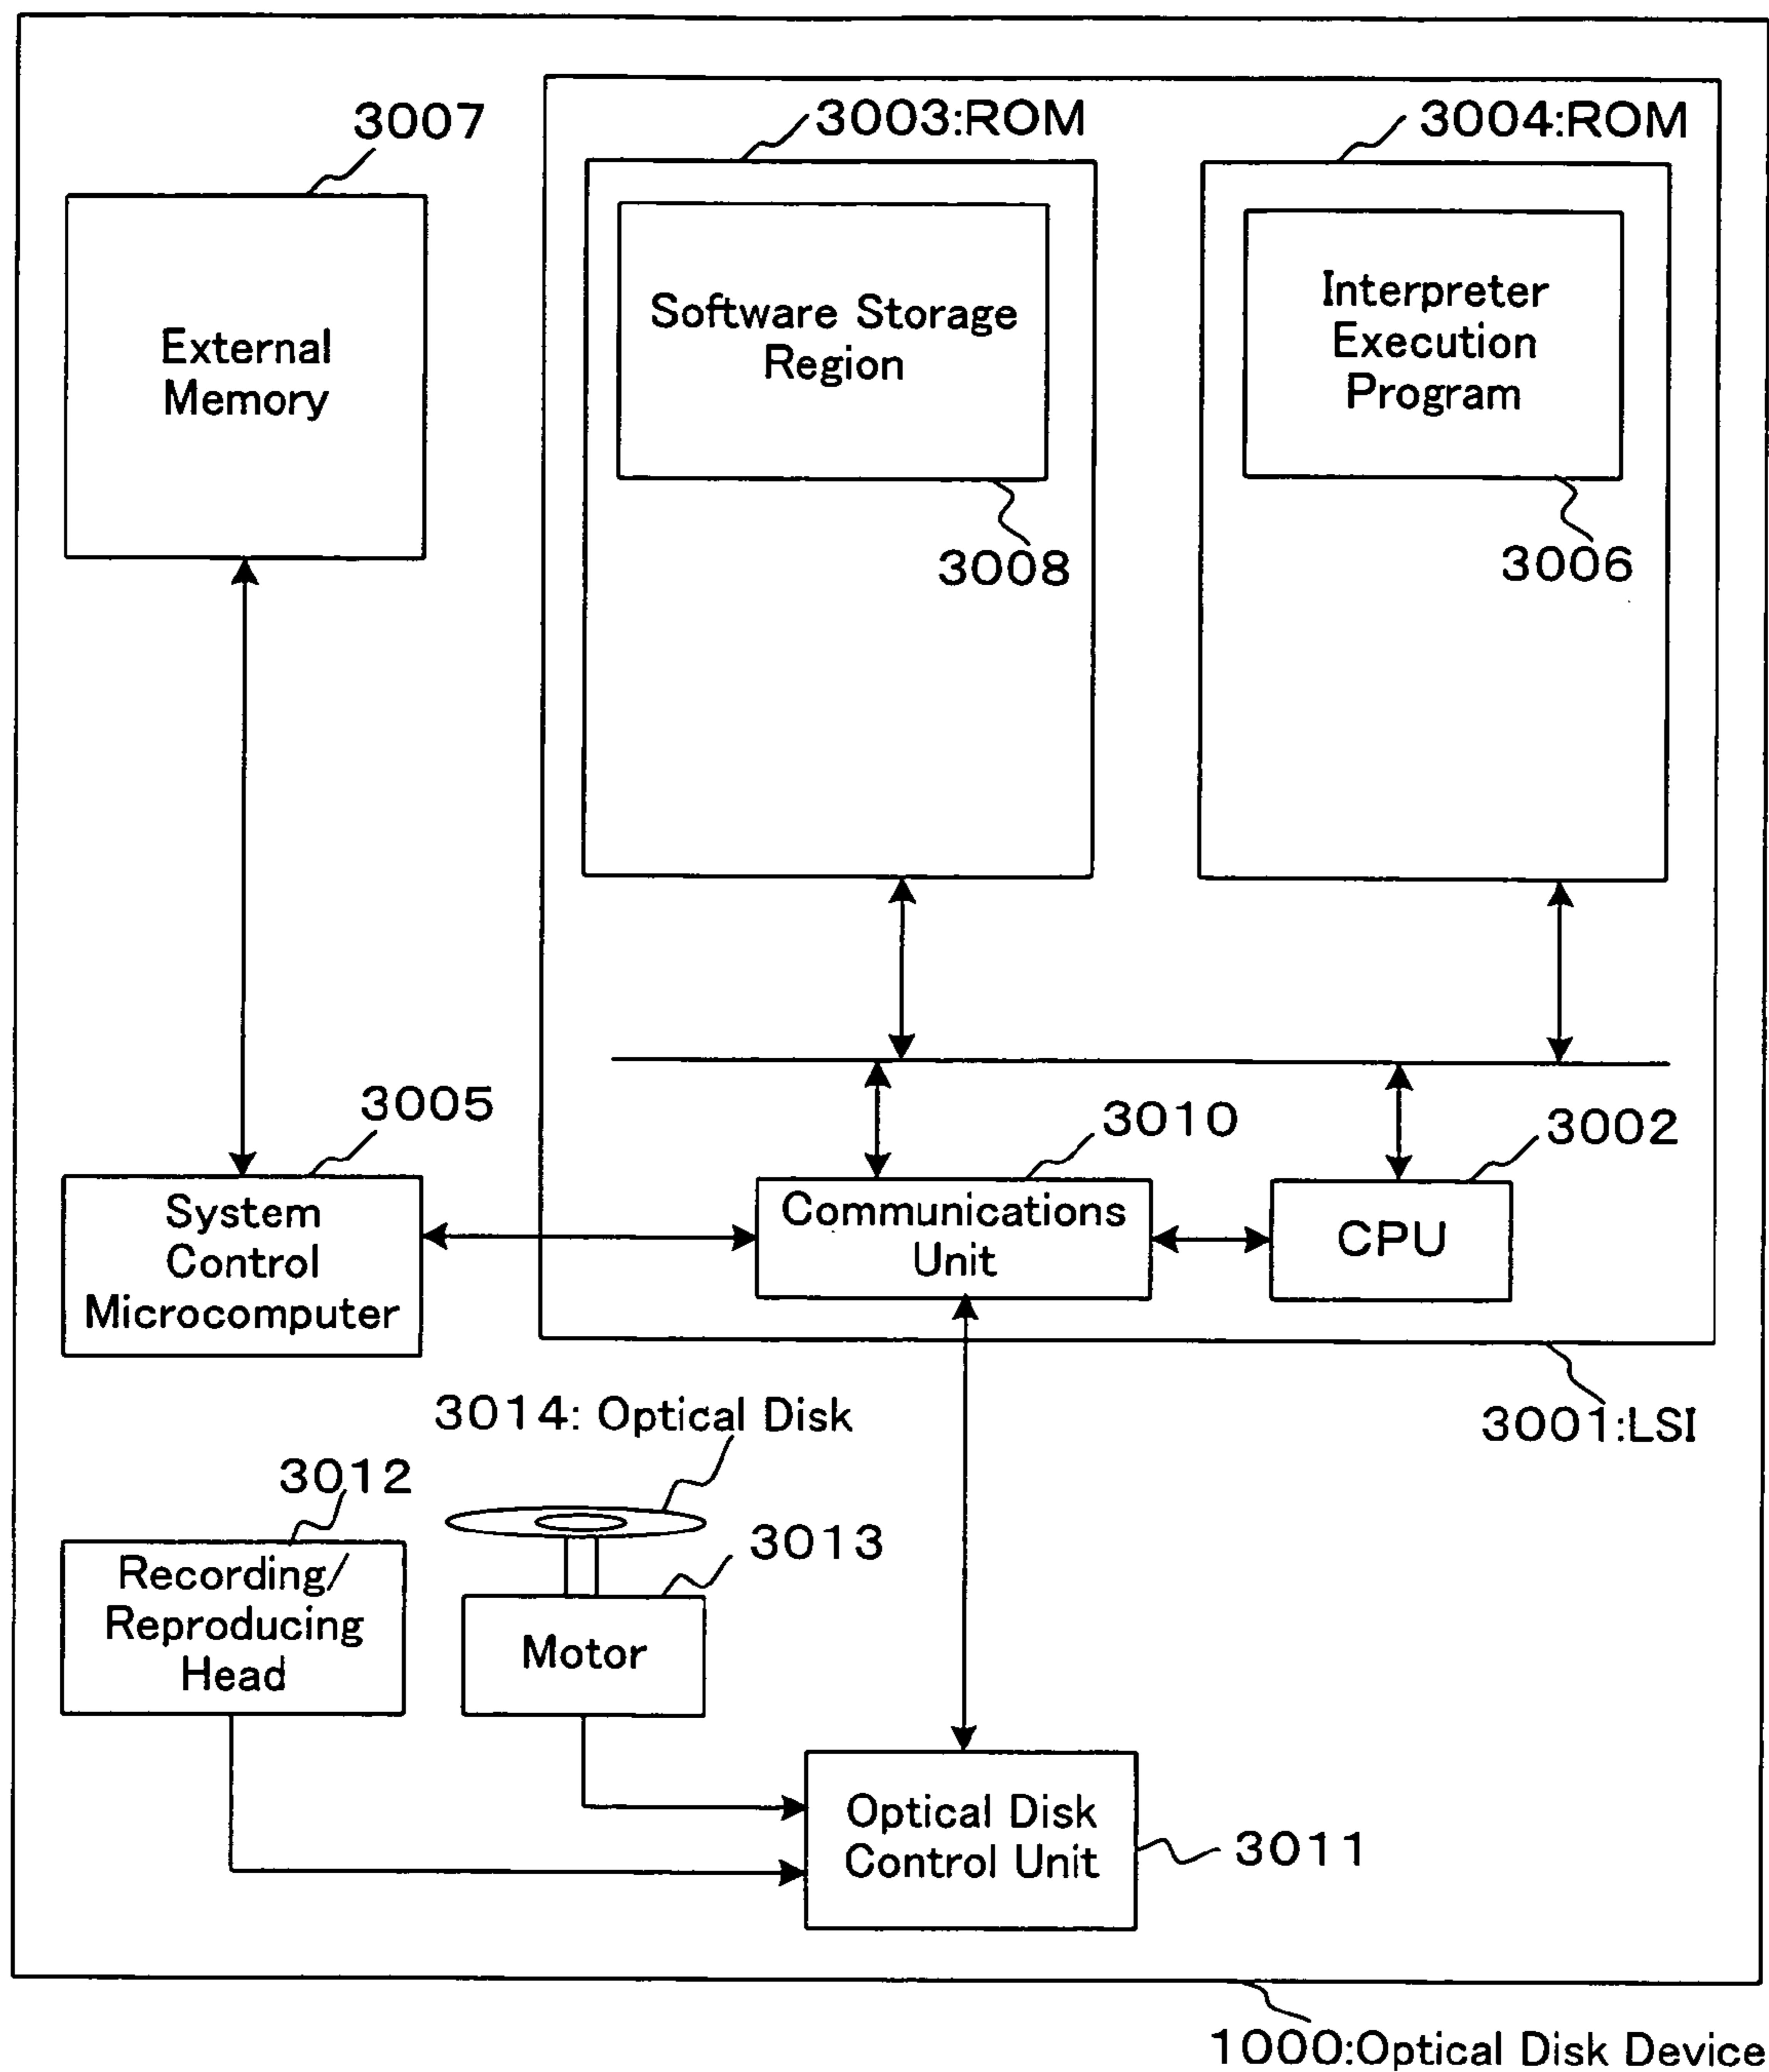 3007
3003:ROM
3004:ROM
External
Memory
Software Storage
Region
Interpreter
Execution
Program
3008
3006
3005
3010
3002
System
Control
Microcomputer
Communications
Unit
CPU
3001:LSI
3014: Optical Disk
3012
3013
Recording/
Reproducing
Head
Motor
Optical Disk
Control Unit
3011
1000:Optical Disk Device